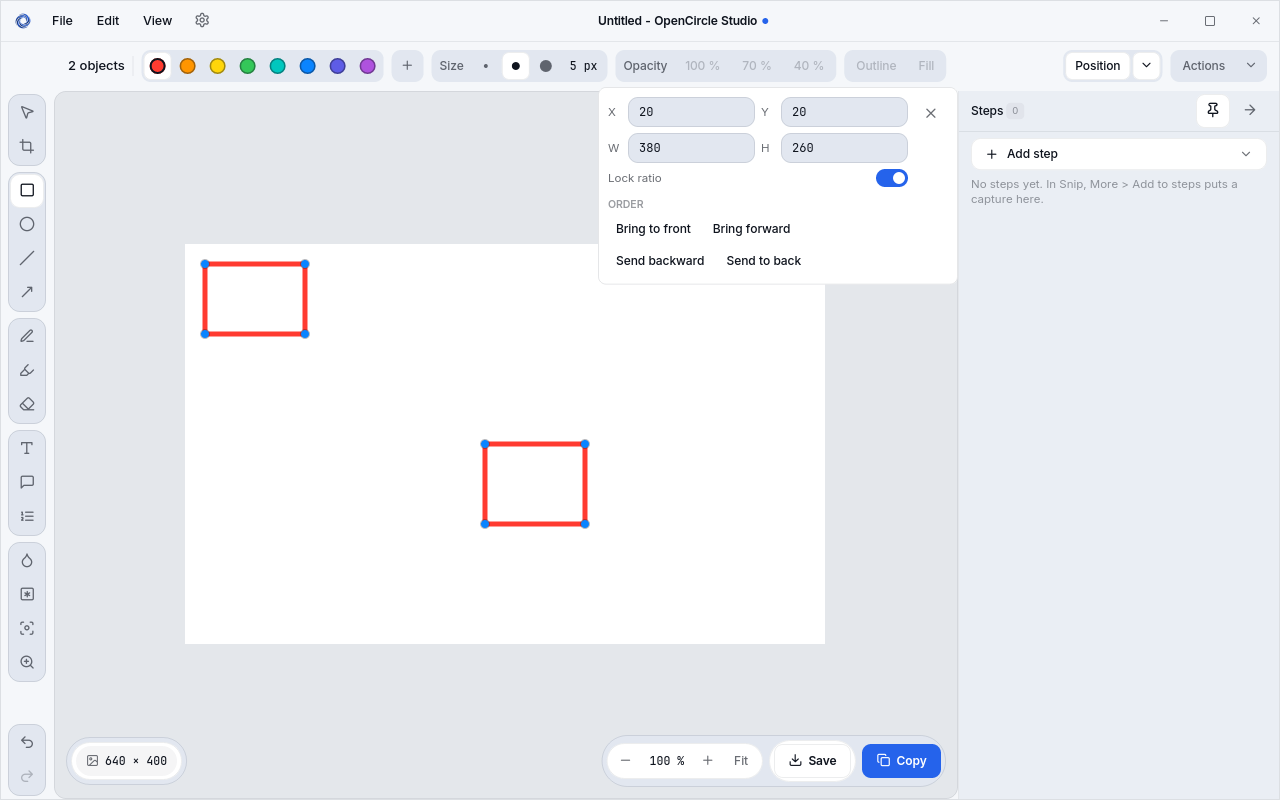 File Edit View
Untitled - OpenCircle Studio
2 objects
Size 5 px
Opacity 100 % 70 % 40 %
Outline Fill
Position
Actions
X 20 Y 20
W 380 H 260
Lock ratio
ORDER
Bring to front Bring forward
Send backward Send to back
Steps 0
Add step
No steps yet. In Snip, More > Add to steps puts a
capture here.
640 × 400
100 %
Fit
Save
Copy